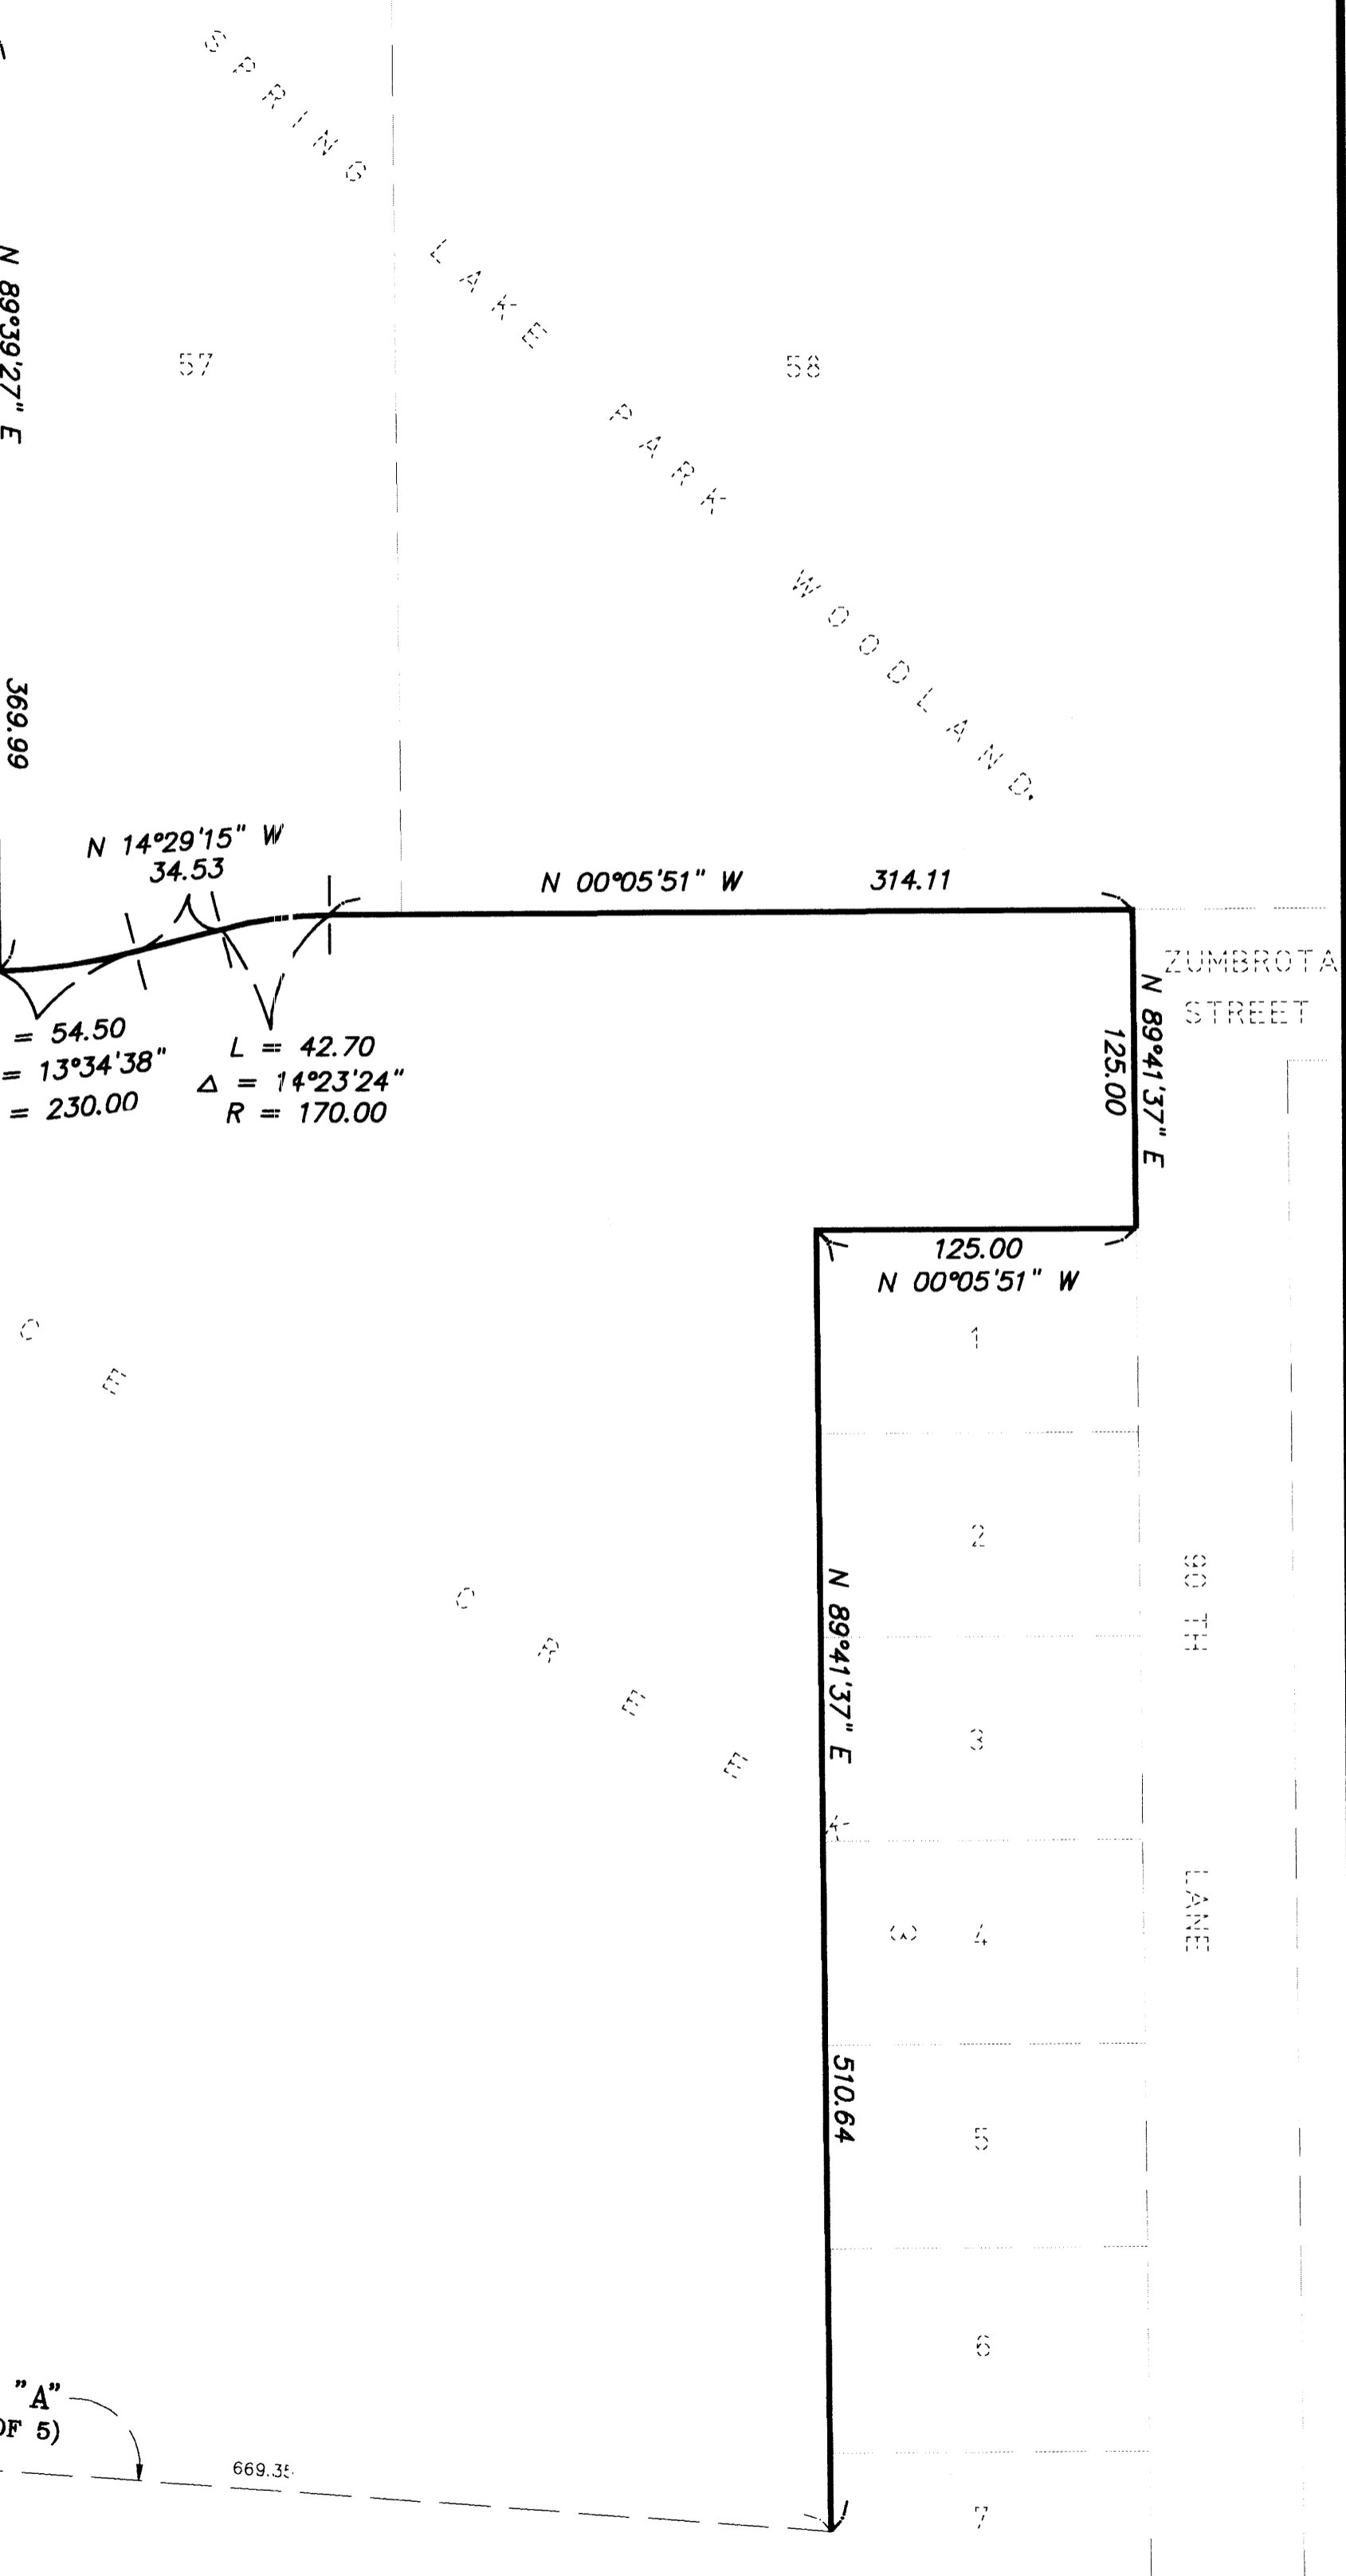 SPRING LAKE PARK WOODLAND.
57
58
N 89°39'27" E
369.99
N 14°29'15" W
34.53
N 00°05'51" W 314.11
= 54.50
= 13°34'38"
= 230.00
L = 42.70
Δ = 14°23'24"
R = 170.00
ZUMBROTA
STREET
N 89°41'37" E
125.00
125.00
N 00°05'51" W
1
2
3
4
3
5
6
7
90 TH LANE
N 89°41'37" E
510.64
C E
C R E E K
"A"
OF 5)
669.35